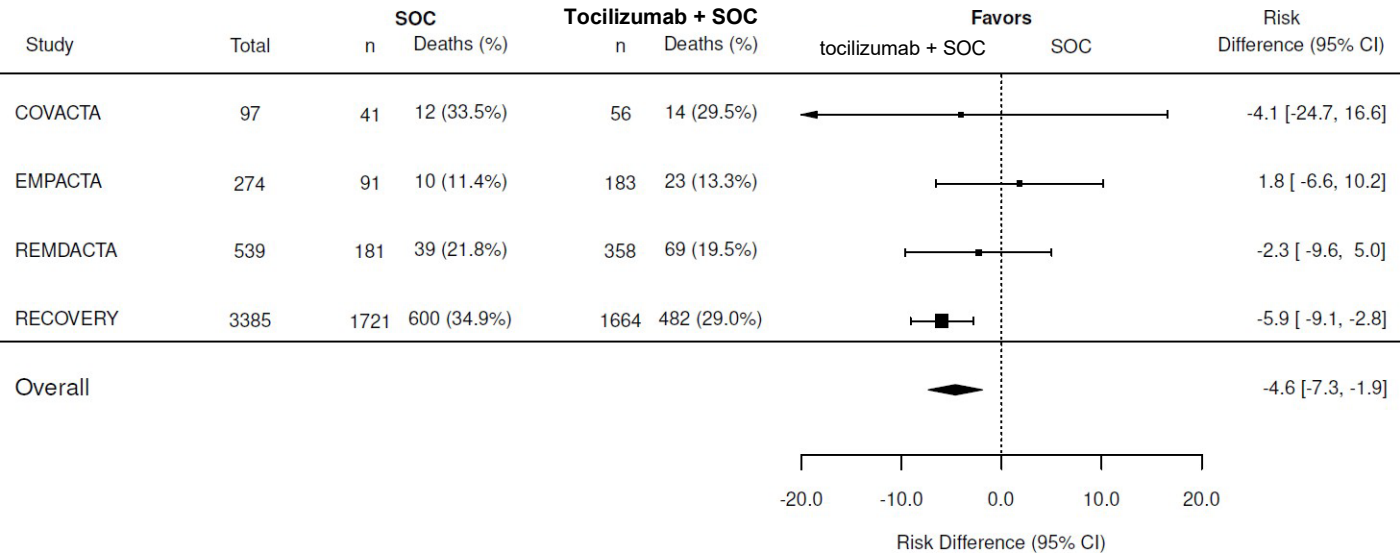 SOC Tocilizumab + SOC Favors Risk
Study Total n Deaths (%) n Deaths (%) tocilizumab + SOC SOC Difference (95% CI)
COVACTA 97 41 12 (33.5%) 56 14 (29.5%) -4.1 [-24.7, 16.6]
EMPACTA 274 91 10 (11.4%) 183 23 (13.3%) 1.8 [ -6.6, 10.2]
REMDACTA 539 181 39 (21.8%) 358 69 (19.5%) -2.3 [ -9.6, 5.0]
RECOVERY 3385 1721 600 (34.9%) 1664 482 (29.0%) -5.9 [ -9.1, -2.8]
Overall -4.6 [-7.3, -1.9]
-20.0 -10.0 0.0 10.0 20.0
Risk Difference (95% CI)